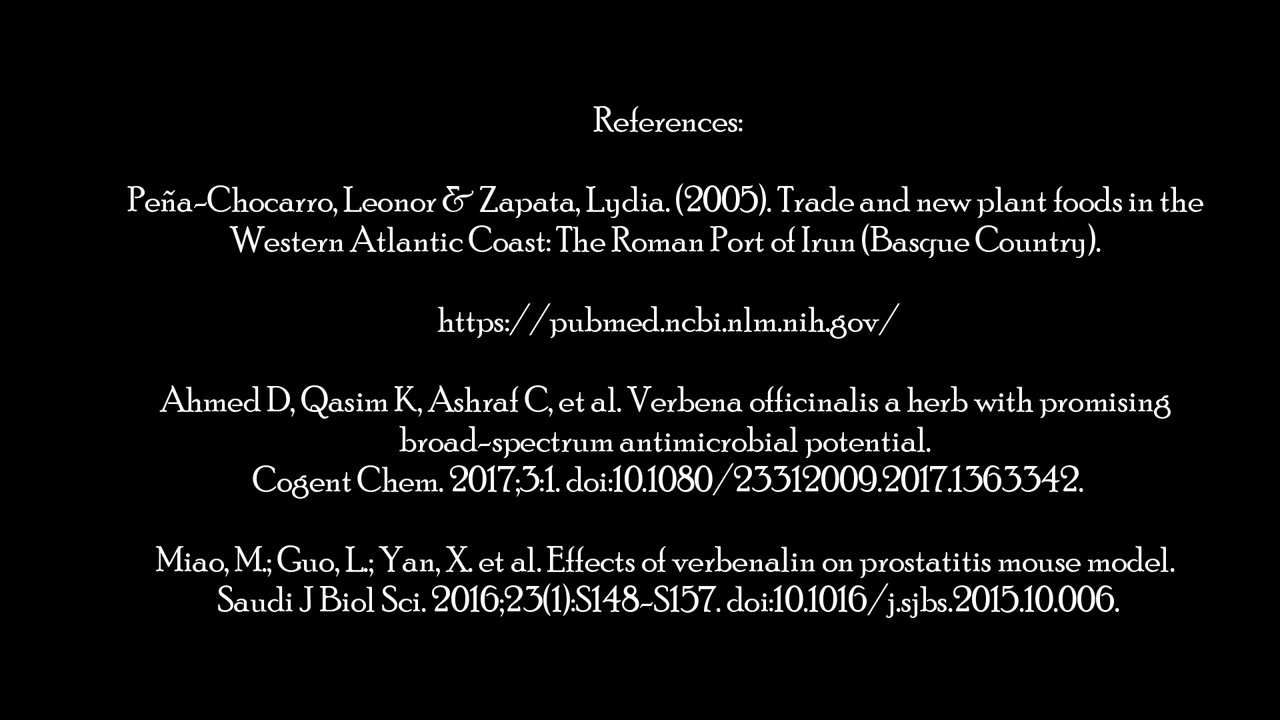 References:
Peña-Chocarro, Leonor & Zapata, Lydia. (2005). Trade and new plant foods in the
Western Atlantic Coast: The Roman Port of Irun (Basque Country).
https://pubmed.ncbi.nlm.nih.gov/
Ahmed D, Qasim K, Ashraf C, et al. Verbena officinalis a herb with promising
broad-spectrum antimicrobial potential.
Cogent Chem. 2017;3:1. doi:10.1080/23312009.2017.1363342.
Miao, M.; Guo, L.; Yan, X. et al. Effects of verbenalin on prostatitis mouse model.
Saudi J Biol Sci. 2016;23(1):S148-S157. doi:10.1016/j.sjbs.2015.10.006.